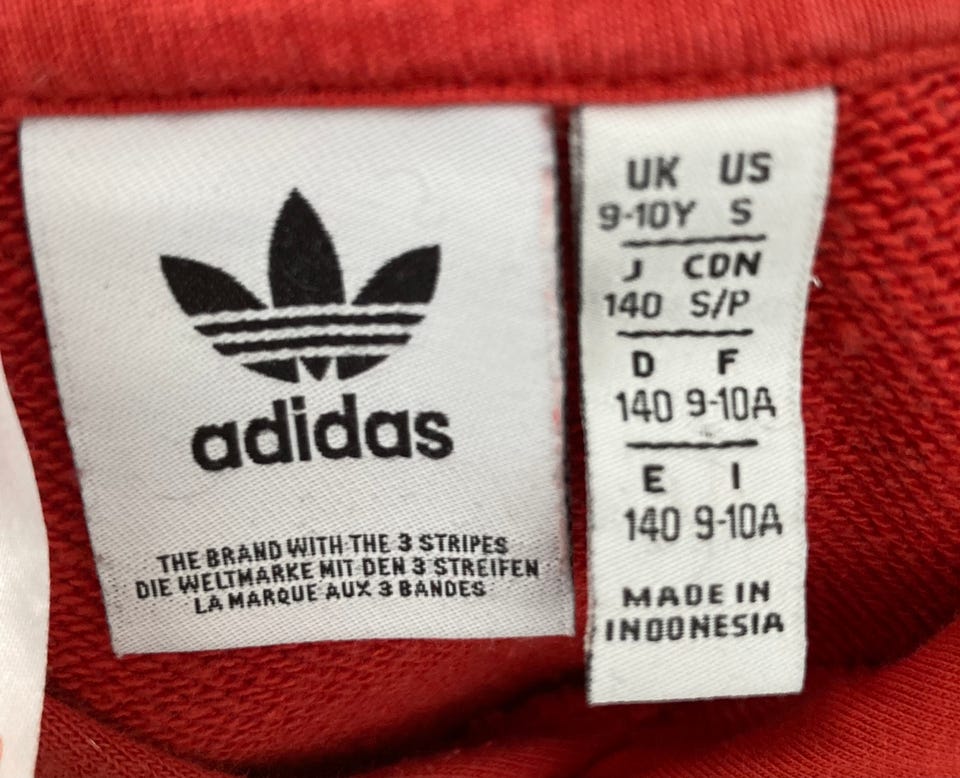 adidas
THE BRAND WITH THE 3 STRIPES
DIE WELTMARKE MIT DEN 3 STREIFEN
LA MARQUE AUX 3 BANDES
UK US
9-10Y S
J CDN
140 S/P
D F
140 9-10A
E I
140 9-10A
MADE IN
INDONESIA